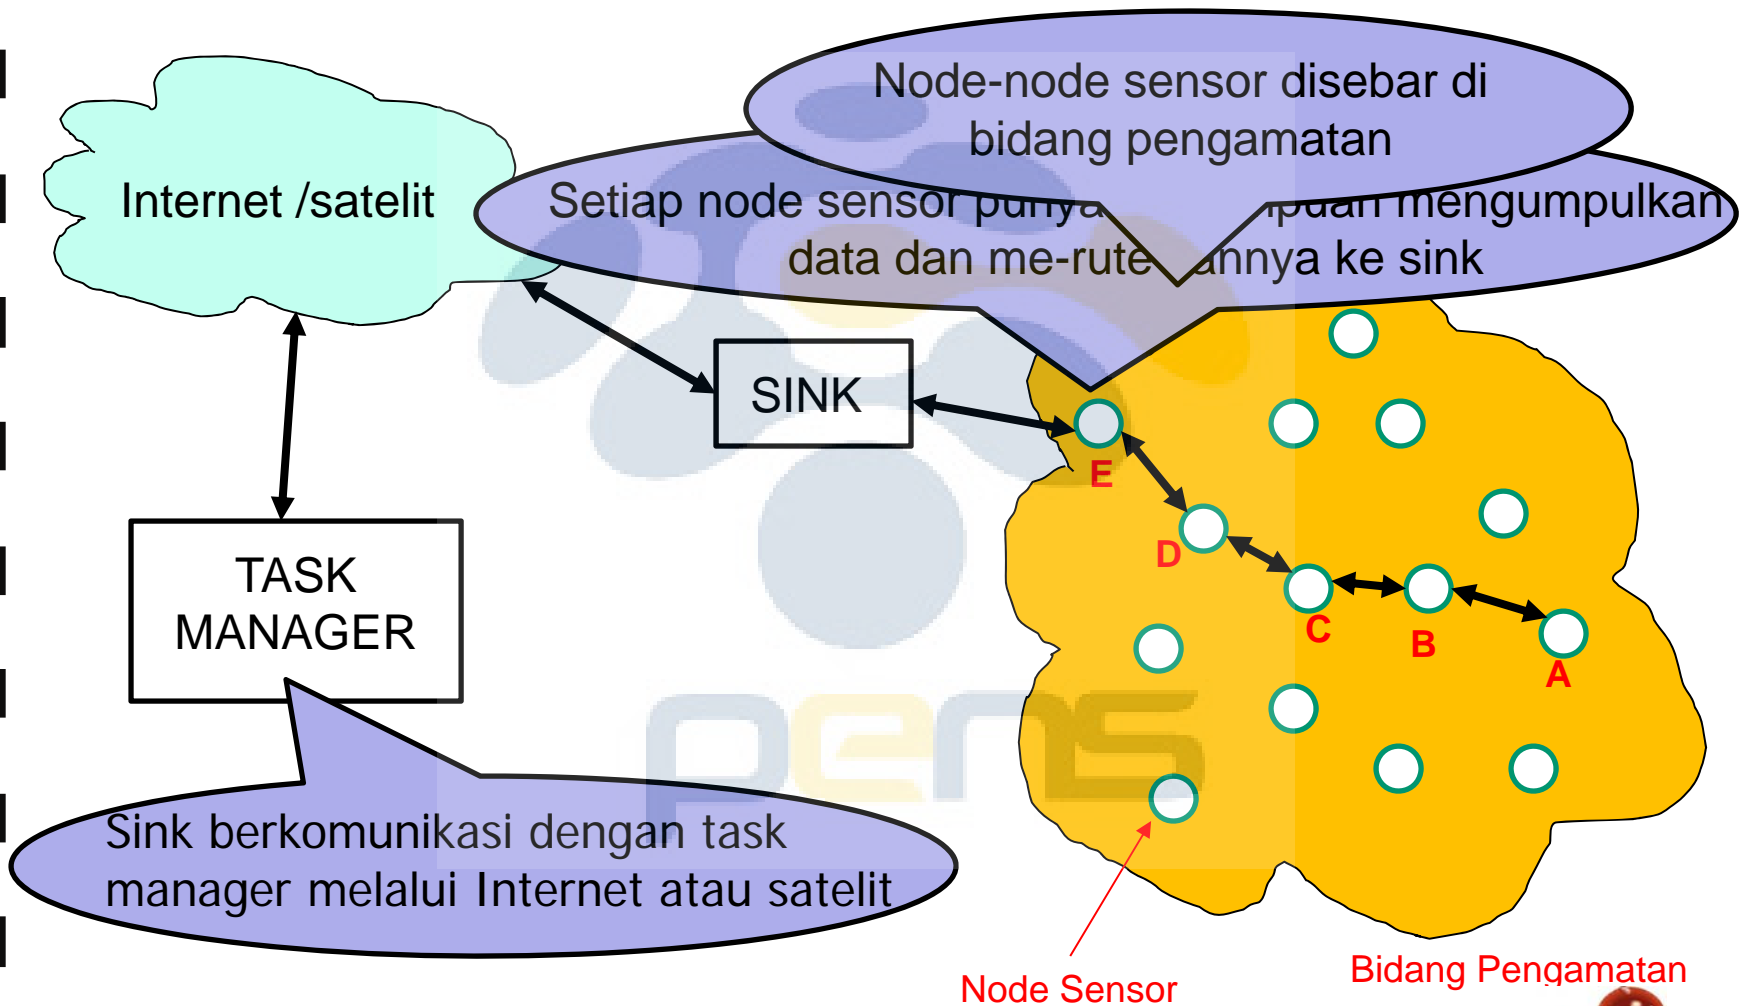 Node-node sensor disebar di
bidang pengamatan
Internet /satelit
Setiap node sensor punya mengumpulkan
data dan me-rute ke sink
SINK
E
D
C
B
A
TASK
MANAGER
pens
Sink berkomunikasi dengan task
manager melalui Internet atau satelit
Node Sensor
Bidang Pengamatan